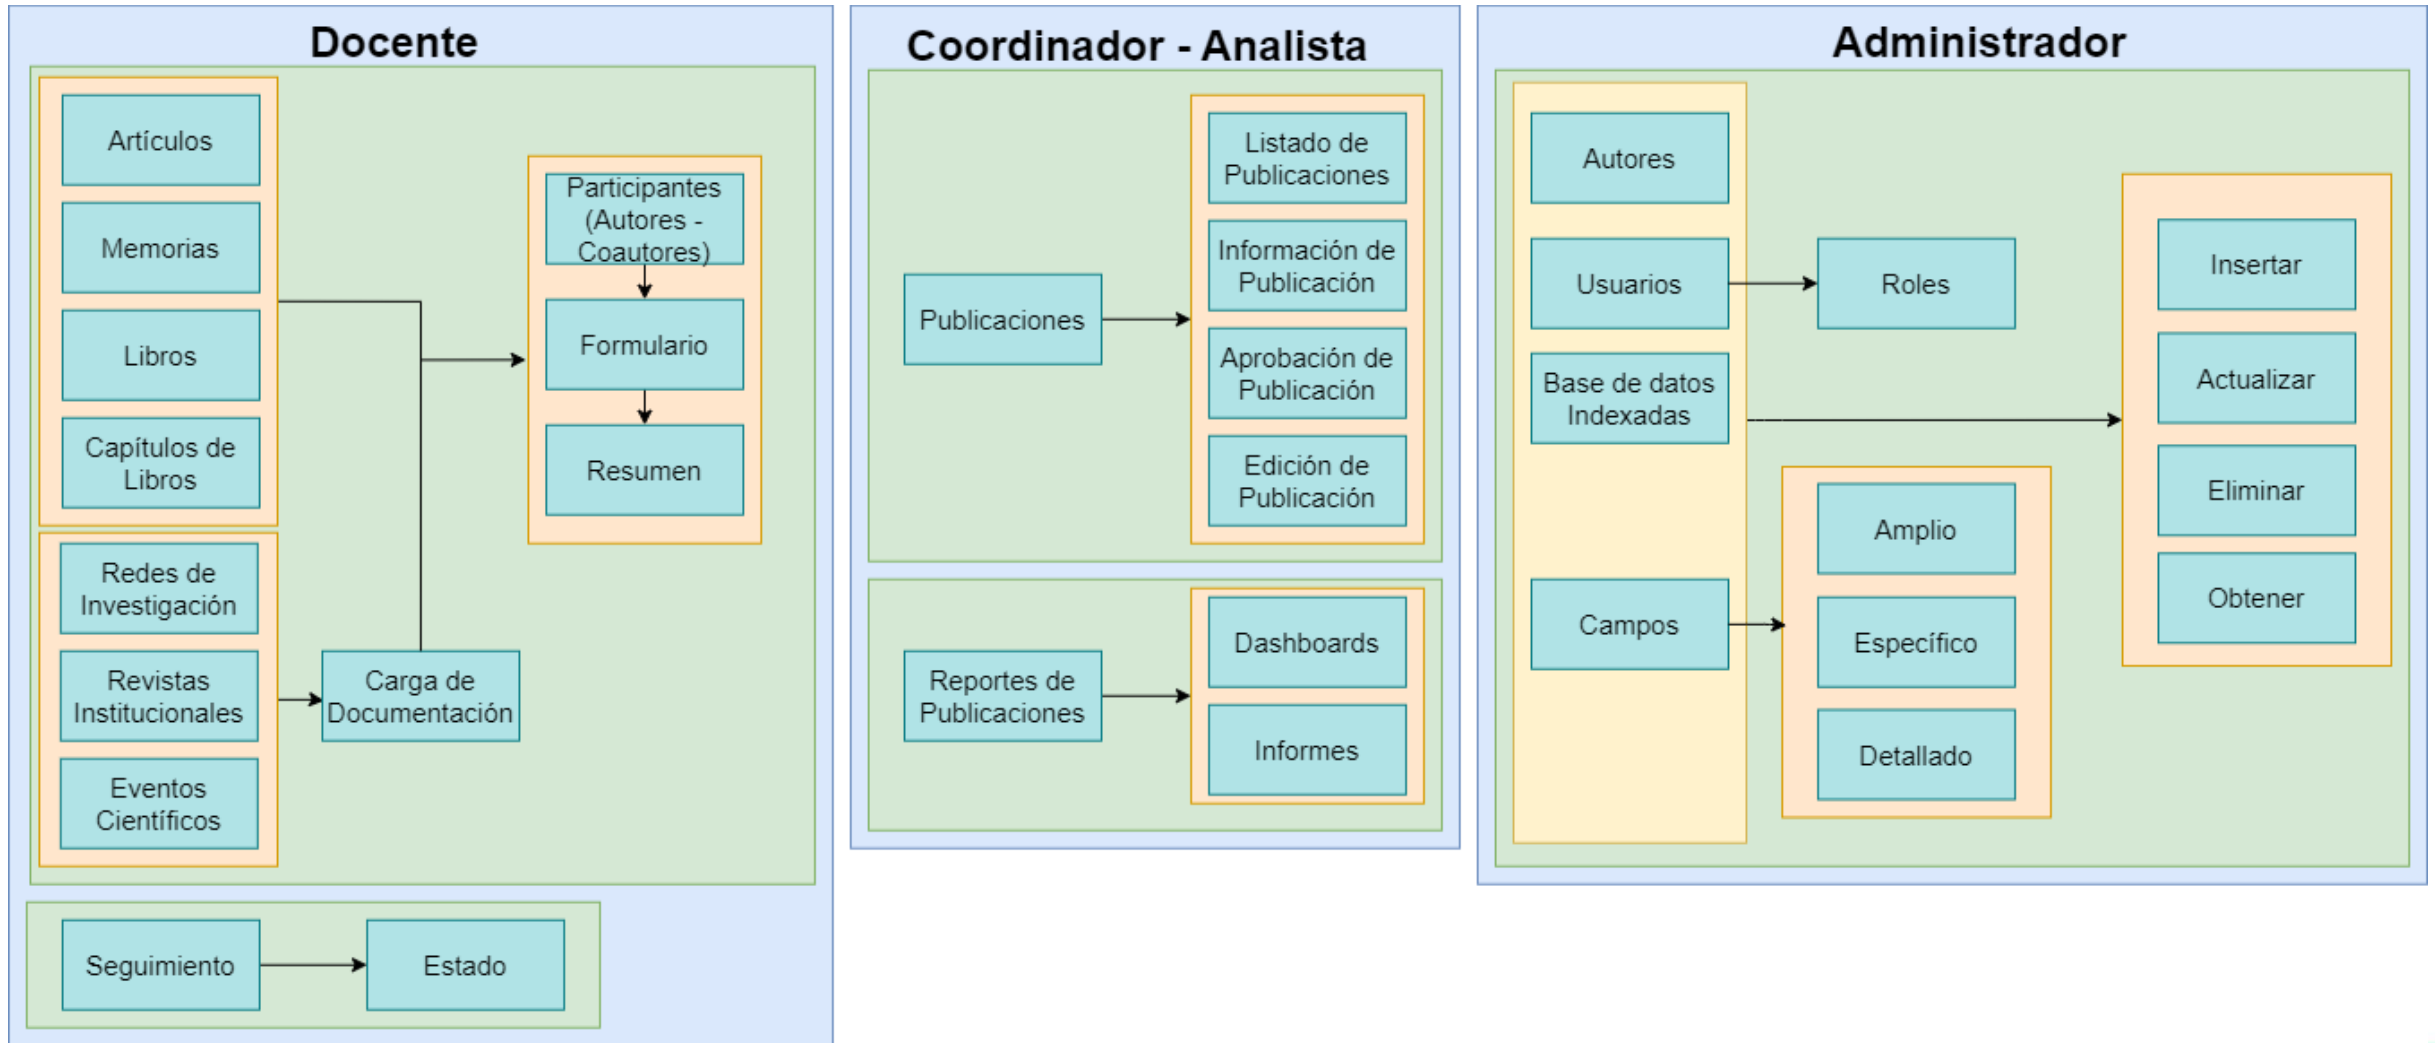 Docente
Artículos
Memorias
Libros
Capítulos de
Libros
Redes de
Investigación
Revistas
Institucionales
Eventos
Científicos
Carga de
Documentación
Participantes
(Autores -
Coautores)
Formulario
Resumen
Seguimiento
Estado
Coordinador - Analista
Publicaciones
Listado de
Publicaciones
Información de
Publicación
Aprobación de
Publicación
Edición de
Publicación
Reportes de
Publicaciones
Dashboards
Informes
Administrador
Autores
Usuarios
Roles
Base de datos
Indexadas
Campos
Amplio
Específico
Detallado
Insertar
Actualizar
Eliminar
Obtener